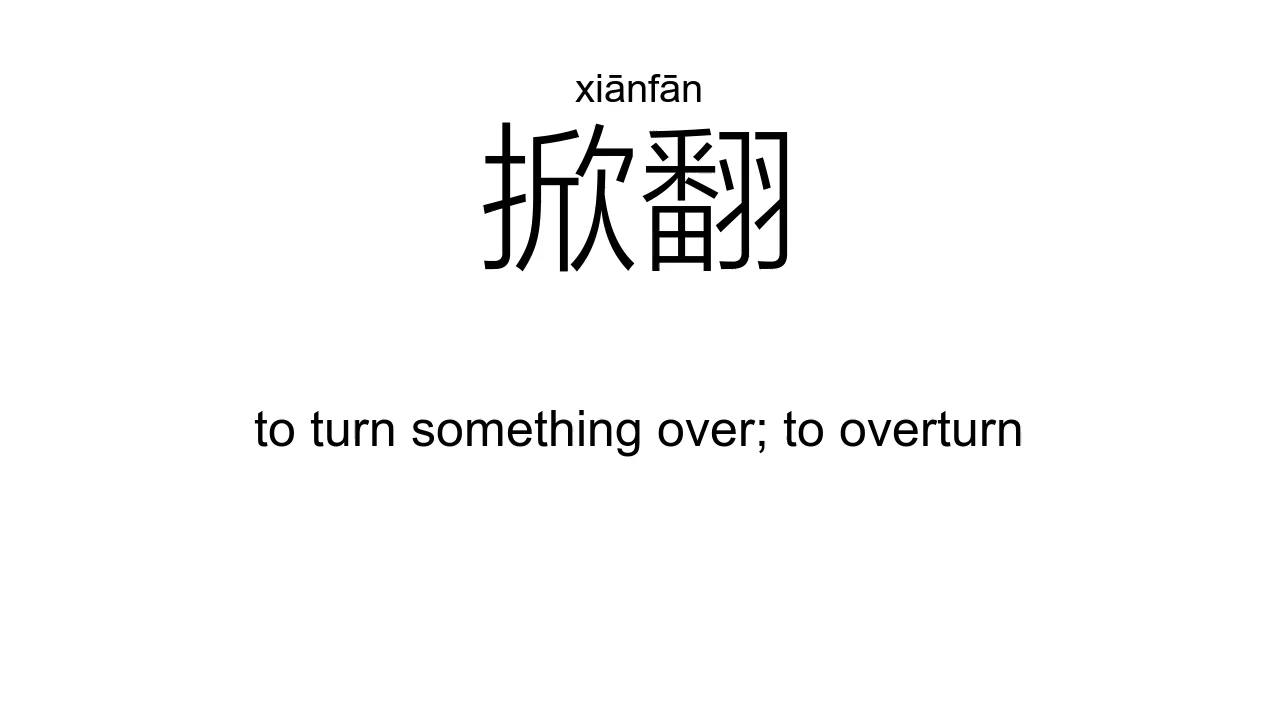 xiānfān
掀翻
to turn something over; to overturn